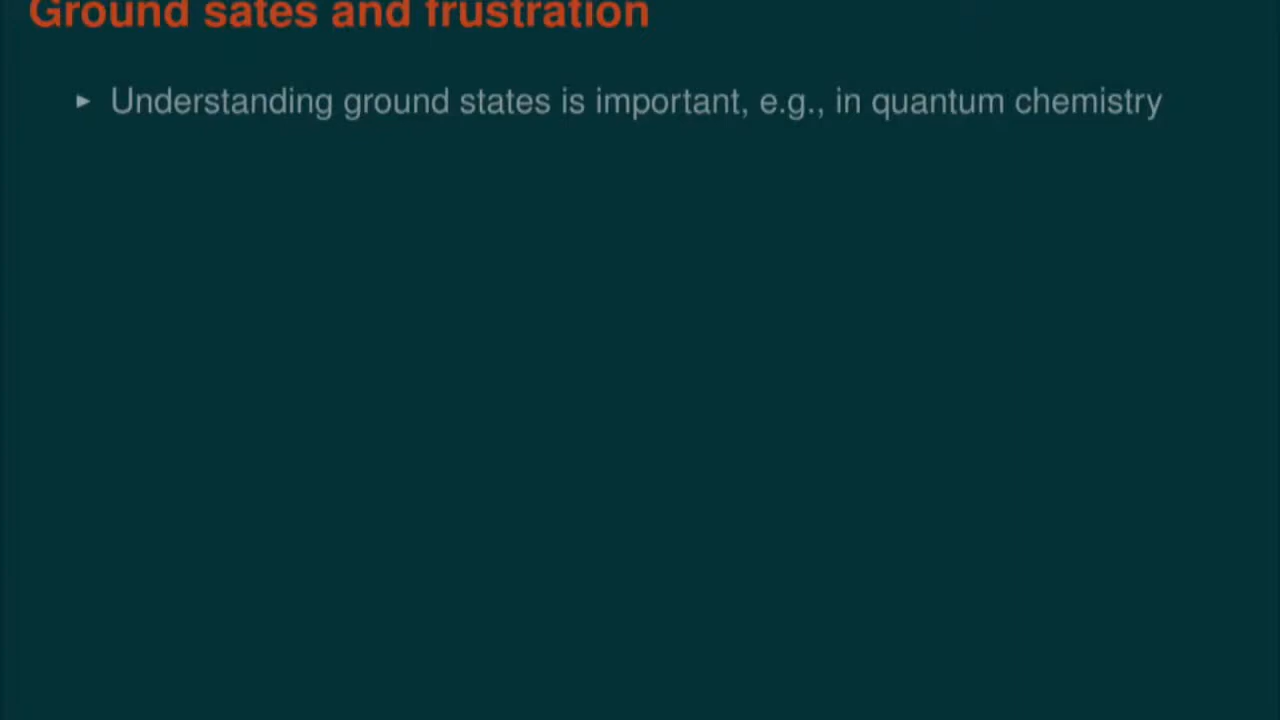 Ground sates and frustration
▶ Understanding ground states is important, e.g., in quantum chemistry